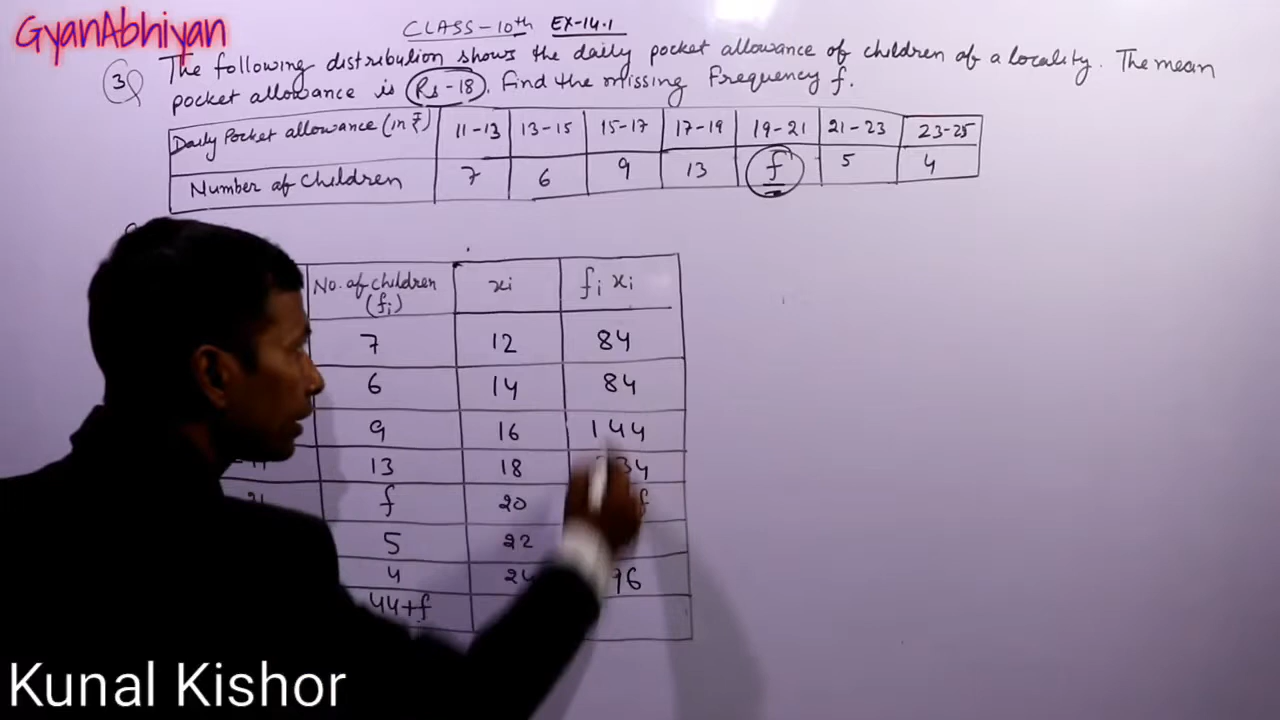 GyanAbhiyan
CLASS-10th EX-14.1
3 The following distribution shows the daily pocket allowance of children of a locality. The mean
pocket allowance is Rs-18. Find the missing Frequency f.
Daily Pocket allowance (in ₹) 11-13 13-15 15-17 17-19 19-21 21-23 23-25
Number of Children 7 6 9 13 f 5 4
No. of children xi fi xi
(fi)
7 12 84
6 14 84
9 16 144
13 18
f 20 f
5 22
4
44+f
Kunal Kishor